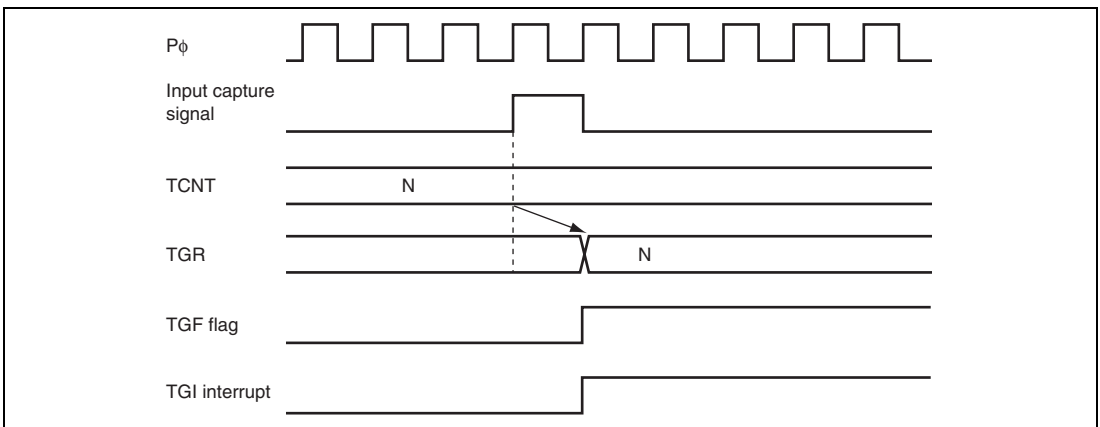 Pϕ
Input capture
signal
TCNT
N
TGR
N
TGF flag
TGI interrupt